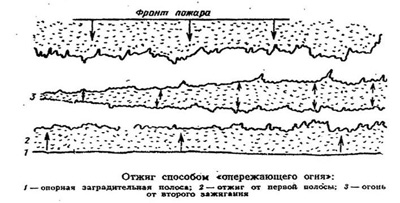 Фронт пожара
3
2
1
Отжиг способом «опережающего огня»:
1 — опорная заградительная полоса; 2 — отжиг от первой полосы; 3 — огонь
от второго зажигания